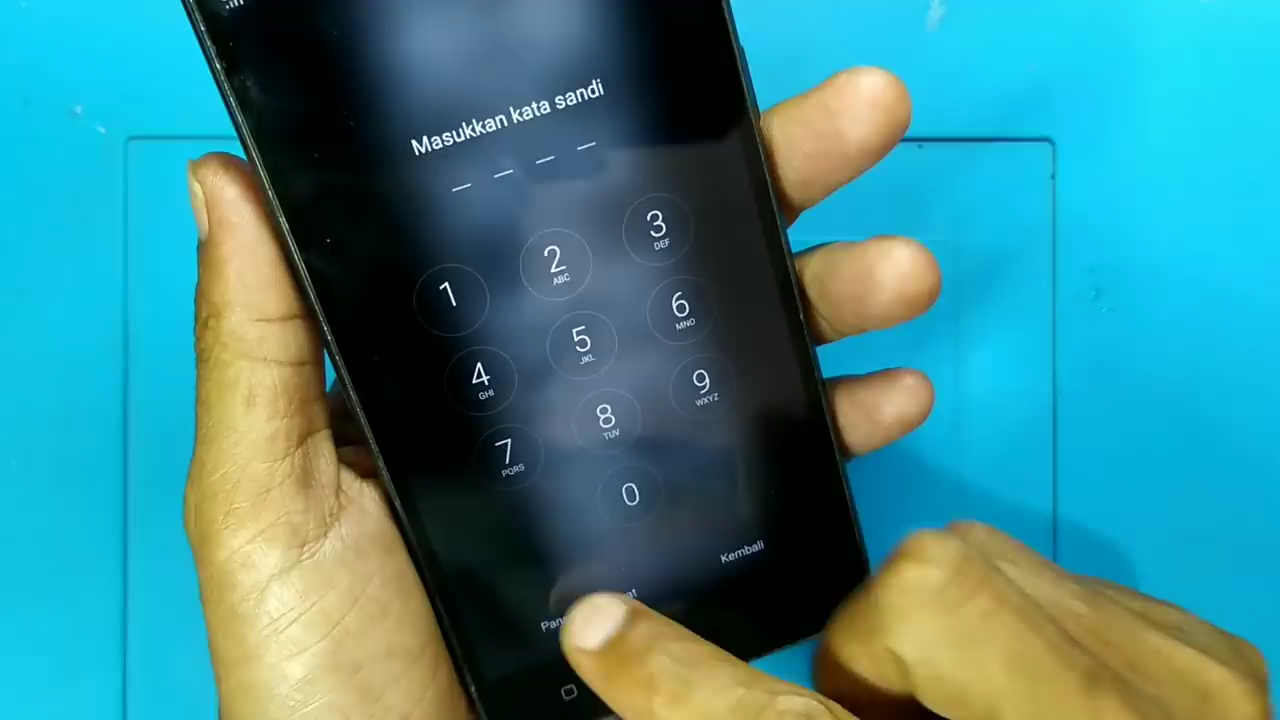 Masukkan kata sandi
1
2
ABC
3
DEF
4
GHI
5
JKL
6
MNO
7
PQRS
8
TUV
9
WXYZ
0
Kembali